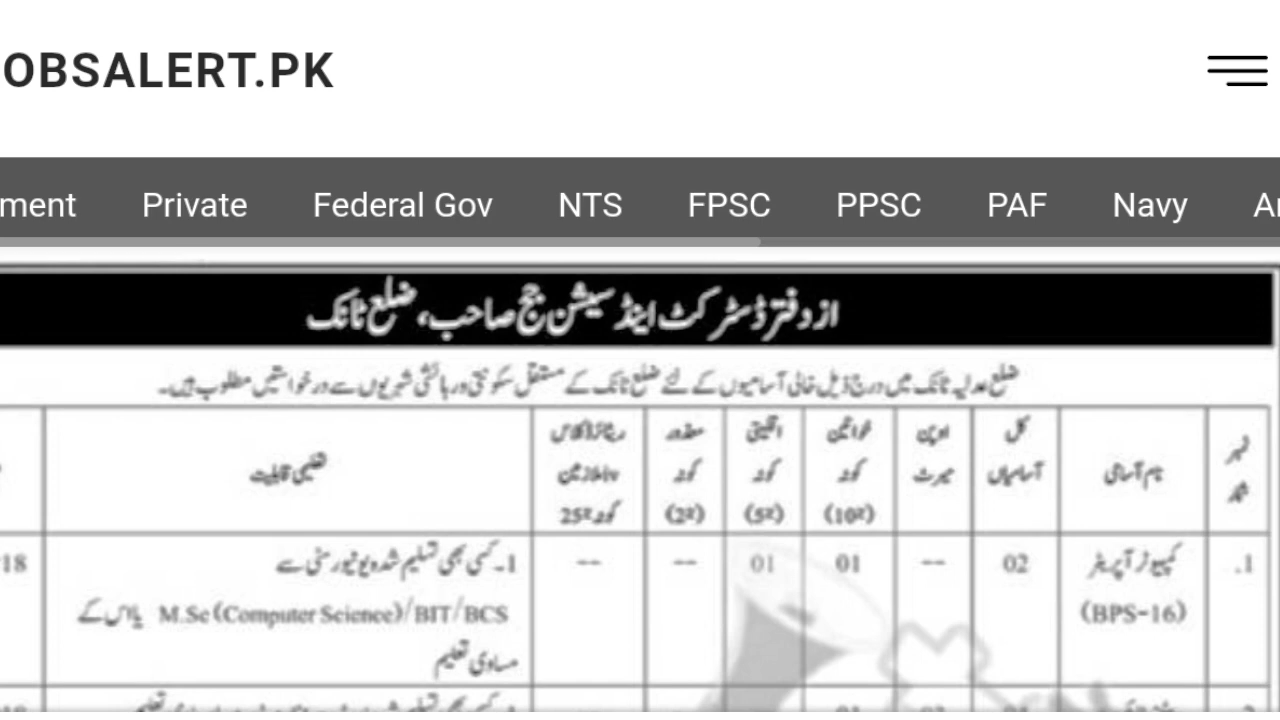 OBSALERT.PK
ment Private Federal Gov NTS FPSC PPSC PAF Navy
از دفتر ڈسٹرکٹ اینڈ سیشن جج صاحب، ضلع ٹانک
ضلع عدلیہ ٹانک میں درج ذیل خالی آسامیوں کے لئے ضلع ٹانک کے مستقل سکونتی و رہائشی شہریوں سے درخواستیں مطلوب ہیں۔
نمبر شمار
نام آسامی
کل آسامیاں
اوپن میرٹ
خواتین کوٹہ (10%)
اقلیتی کوٹہ (5%)
معذور کوٹہ (2%)
ریٹائرڈ کلاس iv ملازمین کوٹہ 25%
تعلیمی قابلیت
1.
کمپیوٹر آپریٹر
(BPS-16)
02
--
01
01
--
--
1۔ کسی بھی تسلیم شدہ یونیورسٹی سے
M.Sc (Computer Science)/BIT/BCS یا اس کے
مساوی تعلیم
18